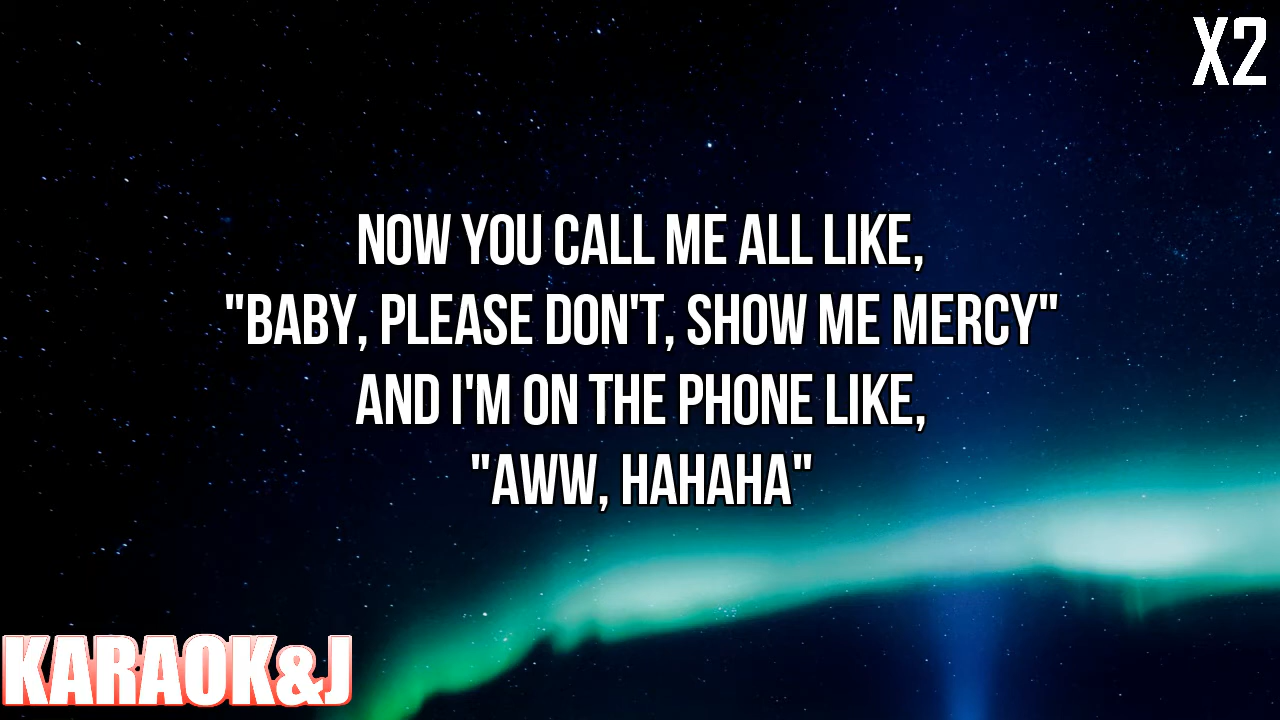 X2
NOW YOU CALL ME ALL LIKE,
"BABY, PLEASE DON'T, SHOW ME MERCY"
AND I'M ON THE PHONE LIKE,
"AWW, HAHAHA"
KARAOK&J